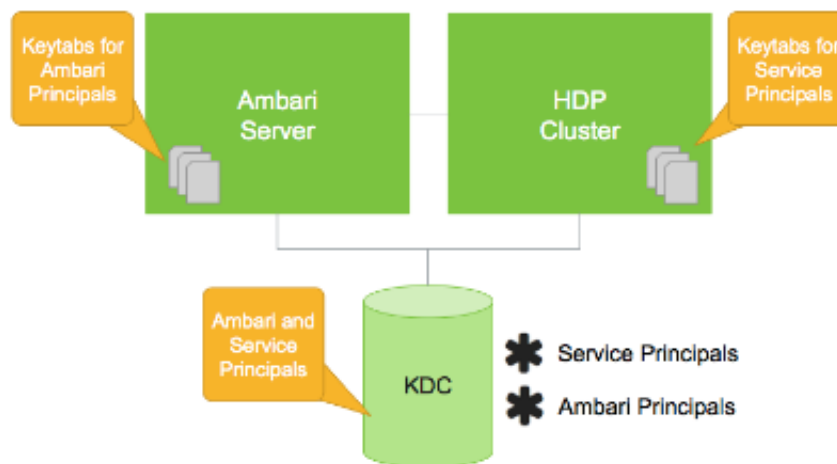 Keytabs for
Ambari
Principals
Ambari
Server
HDP
Cluster
Keytabs for
Service
Principals
Ambari and
Service
Principals
KDC
Service Principals
Ambari Principals